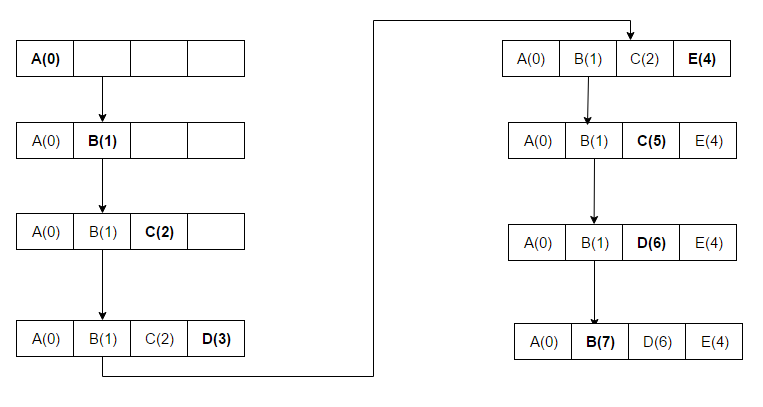 A(0)
A(0) B(1)
A(0) B(1) C(2)
A(0) B(1) C(2) D(3)
A(0) B(1) C(2) E(4)
A(0) B(1) C(5) E(4)
A(0) B(1) D(6) E(4)
A(0) B(7) D(6) E(4)